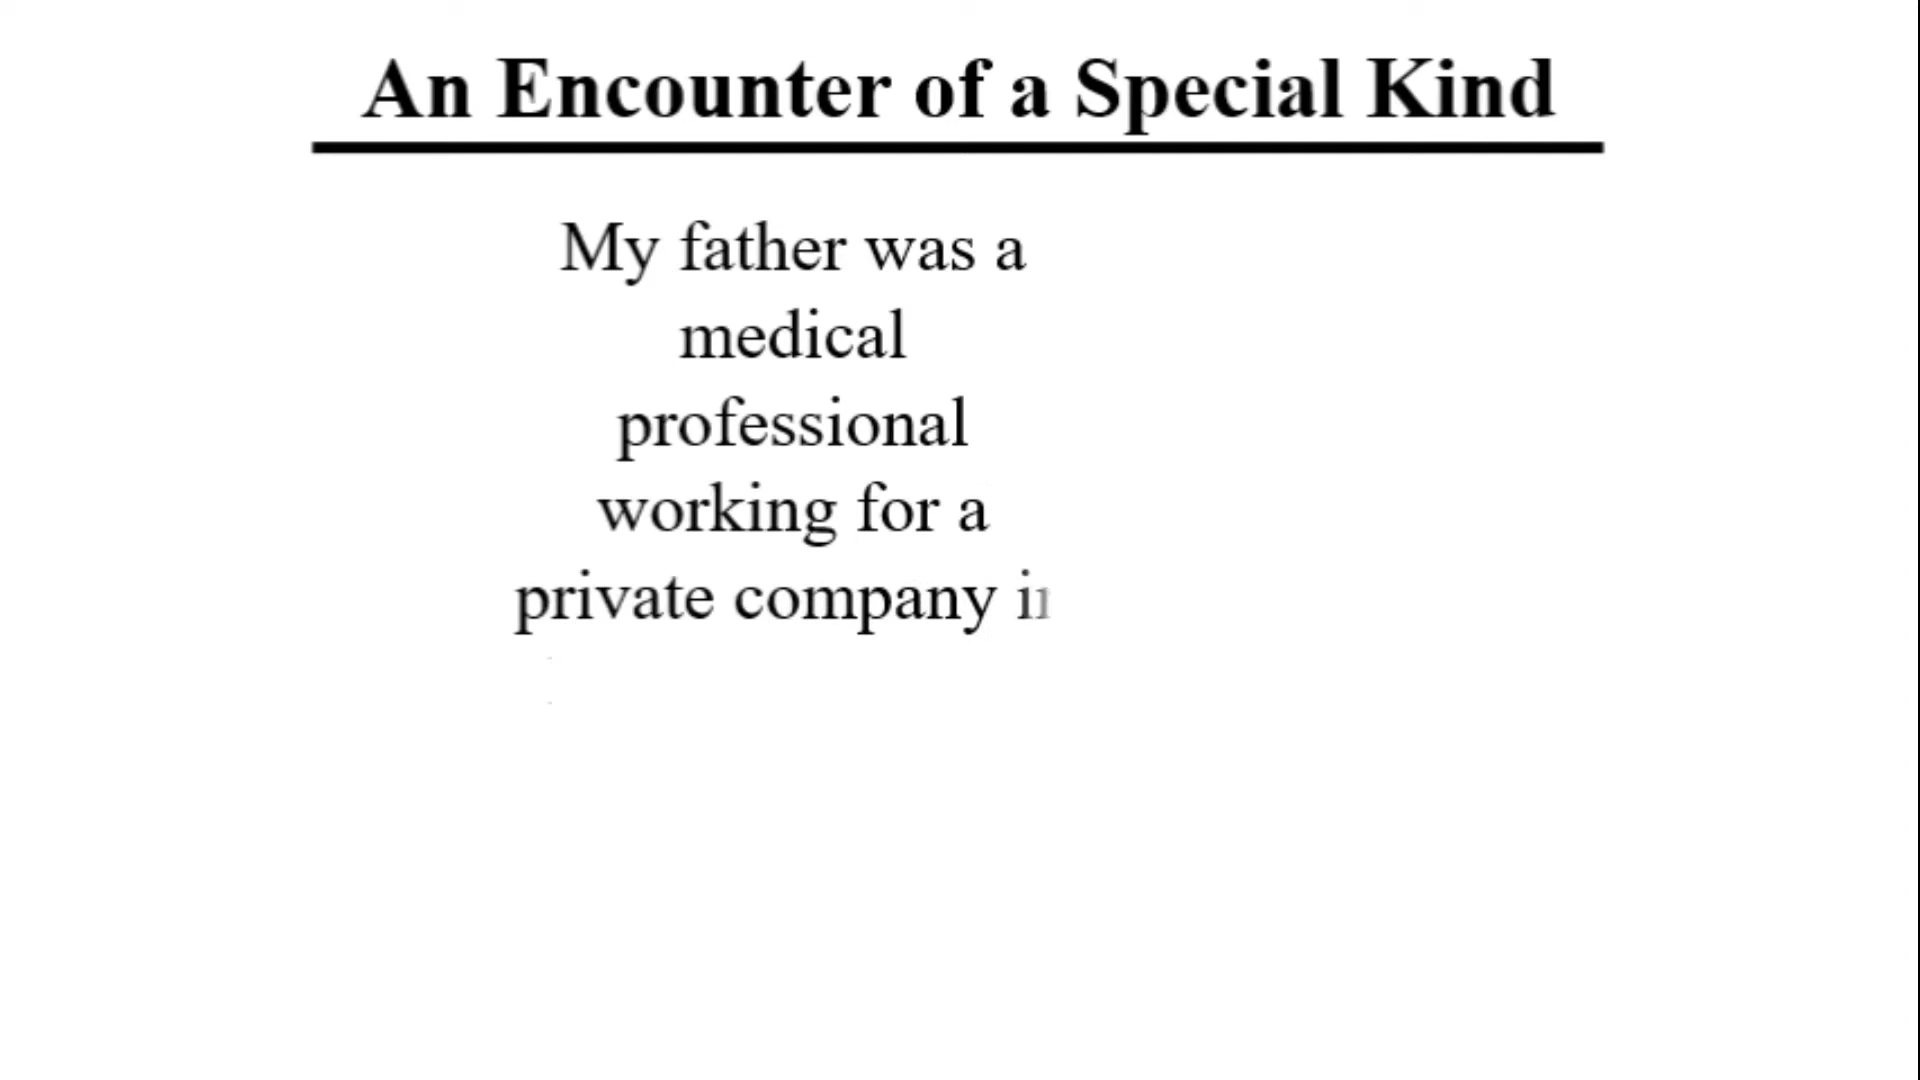 An Encounter of a Special Kind
My father was a
medical
professional
working for a
private company